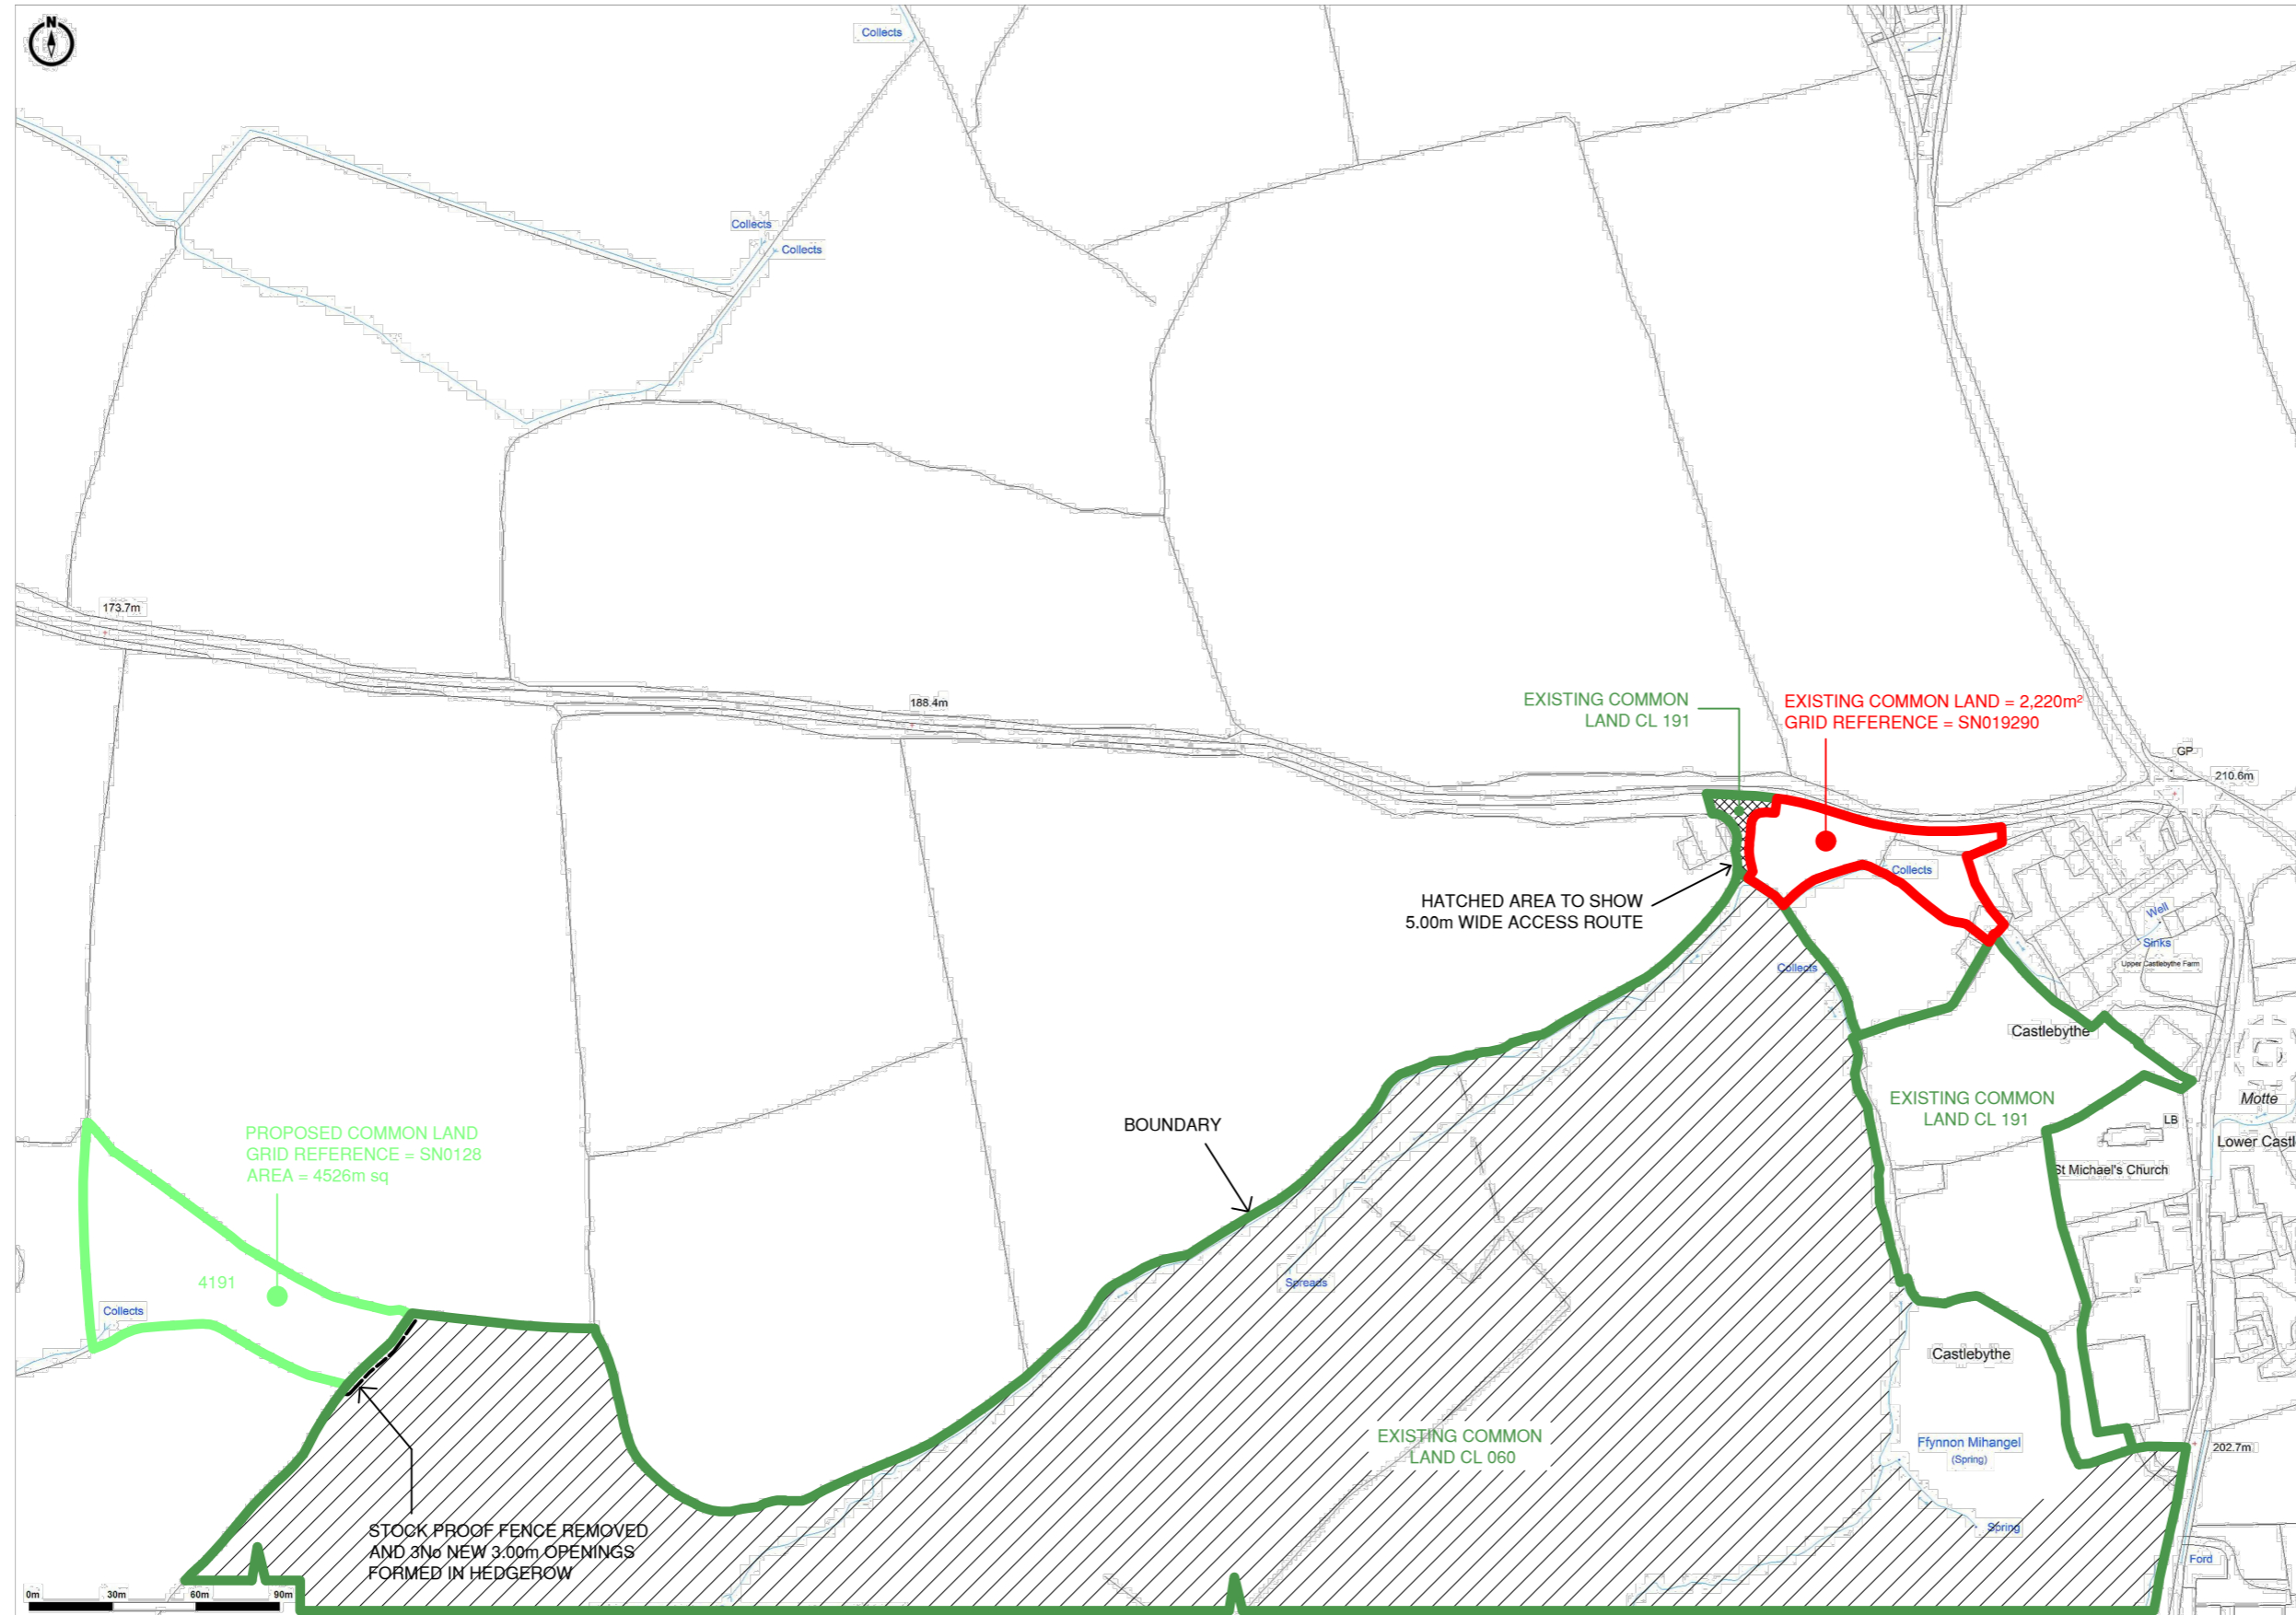 N
Collects
Collects
Collects
173.7m
188.4m
EXISTING COMMON
LAND CL 191
EXISTING COMMON LAND = 2,220m²
GRID REFERENCE = SN019290
GP
210.6m
Collects
HATCHED AREA TO SHOW
5.00m WIDE ACCESS ROUTE
Well
Sinks
Upper Castlebythe Farm
Collects
Castlebythe
EXISTING COMMON
LAND CL 191
Motte
LB
Lower Castl
St Michael's Church
BOUNDARY
PROPOSED COMMON LAND
GRID REFERENCE = SN0128
AREA = 4526m sq
4191
Collects
Spreads
Castlebythe
EXISTING COMMON
LAND CL 060
Ffynnon Mihangel
(Spring)
202.7m
Spring
Ford
STOCK PROOF FENCE REMOVED
AND 3No NEW 3.00m OPENINGS
FORMED IN HEDGEROW
0m 30m 60m 90m